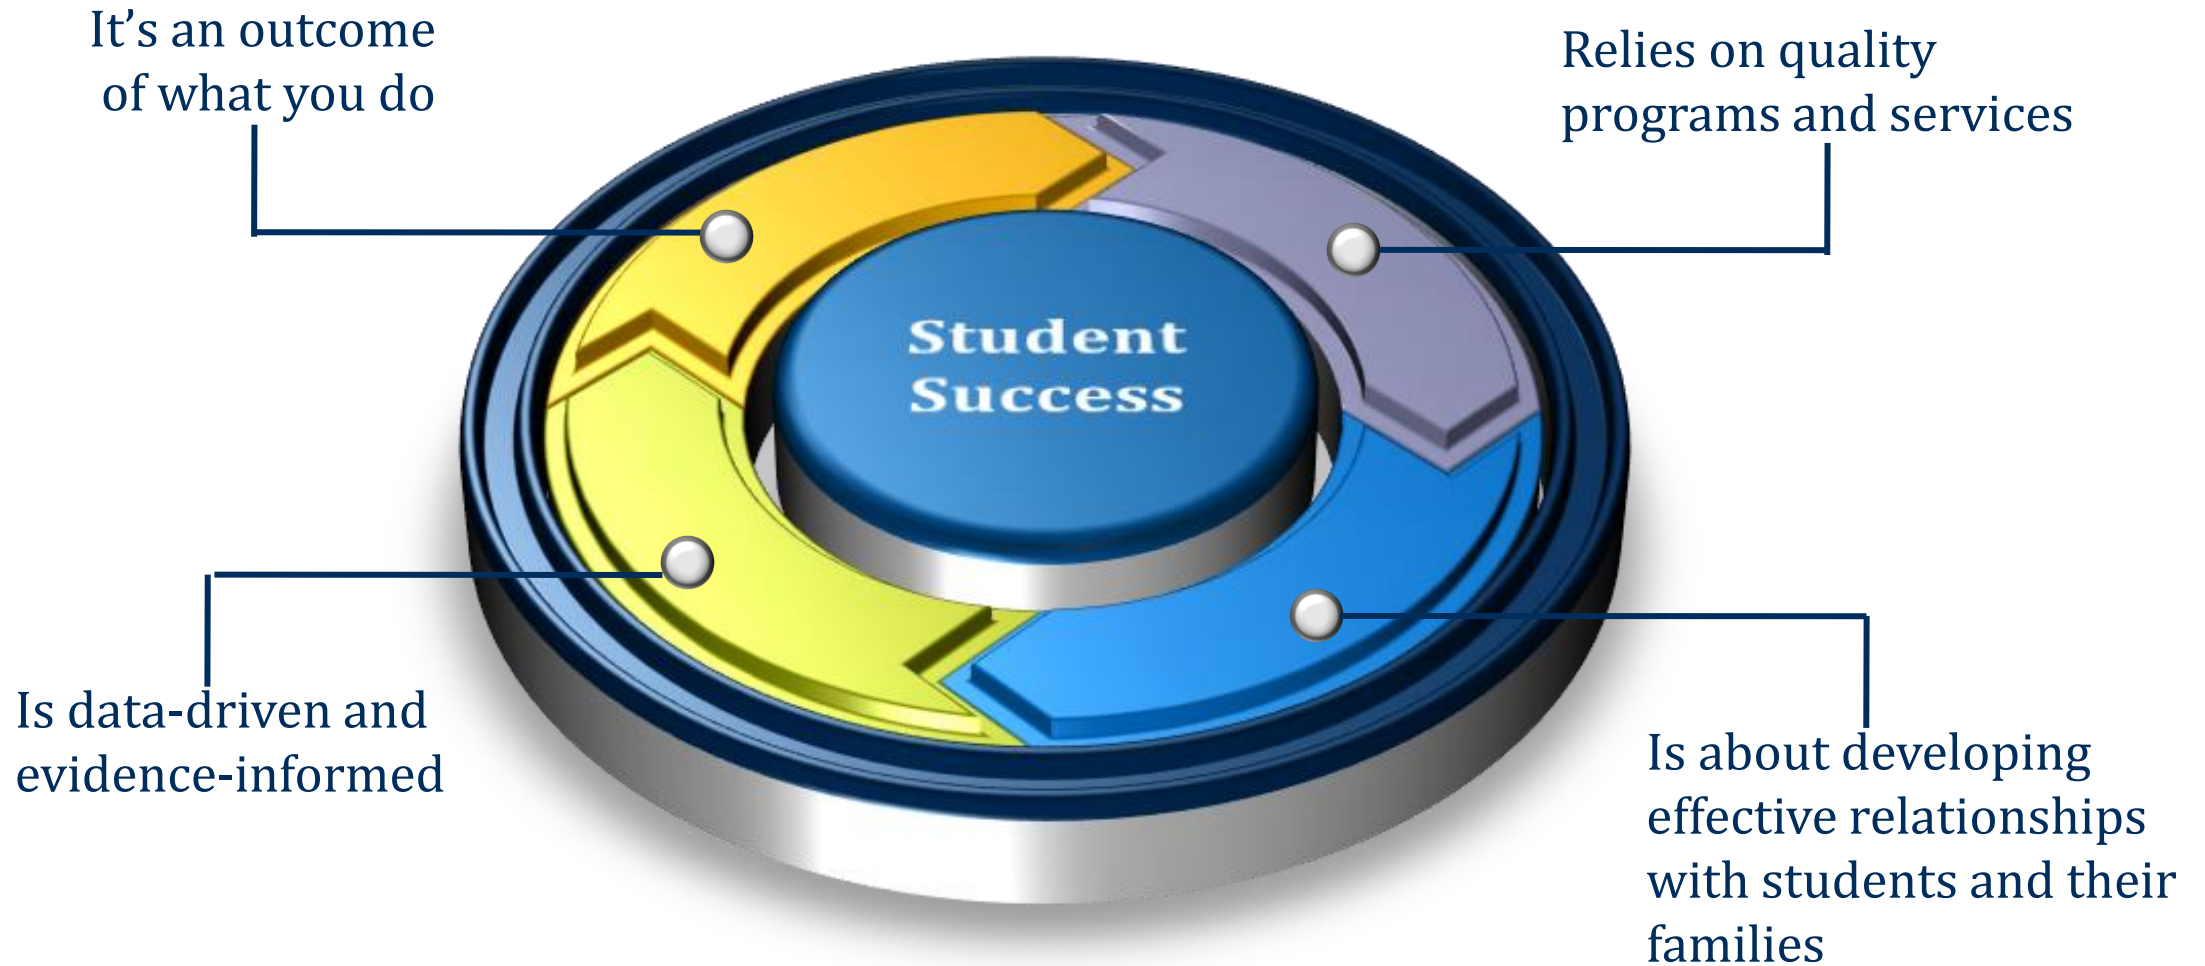 It’s an outcome
of what you do
Relies on quality
programs and services
Student
Success
Is data-driven and
evidence-informed
Is about developing
effective relationships
with students and their
families